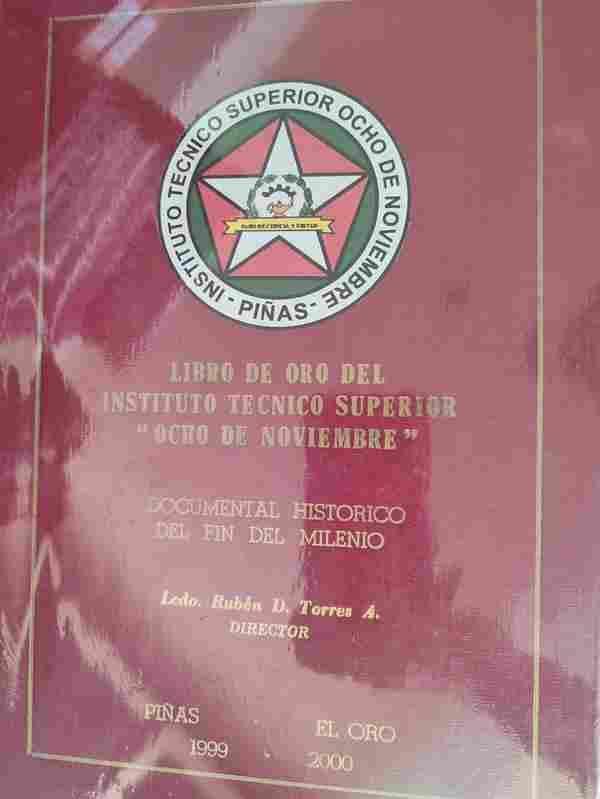 INSTITUTO TECNICO SUPERIOR OCHO DE NOVIEMBRE
- PIÑAS -
LIBRO DE ORO DEL
INSTITUTO TECNICO SUPERIOR
"OCHO DE NOVIEMBRE"
DOCUMENTAL HISTORICO
DEL FIN DEL MILENIO
Lcdo. Rubén D. Torres A.
DIRECTOR
PIÑAS EL ORO
1999 2000